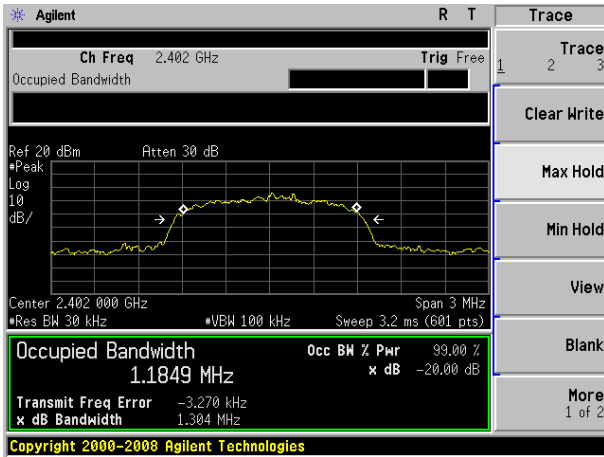 Agilent R T Trace
Ch Freq 2.402 GHz Trig Free
Occupied Bandwidth
Trace
1 2 3
Clear Write
Max Hold
Min Hold
View
Blank
More
1 of 2
Ref 20 dBm Atten 30 dB
#Peak
Log
10
dB/
Center 2.402 000 GHz Span 3 MHz
#Res BW 30 kHz #VBW 100 kHz Sweep 3.2 ms (601 pts)
Occupied Bandwidth Occ BW % Pwr 99.00 %
1.1849 MHz x dB -20.00 dB
Transmit Freq Error -3.270 kHz
x dB Bandwidth 1.304 MHz
Copyright 2000-2008 Agilent Technologies